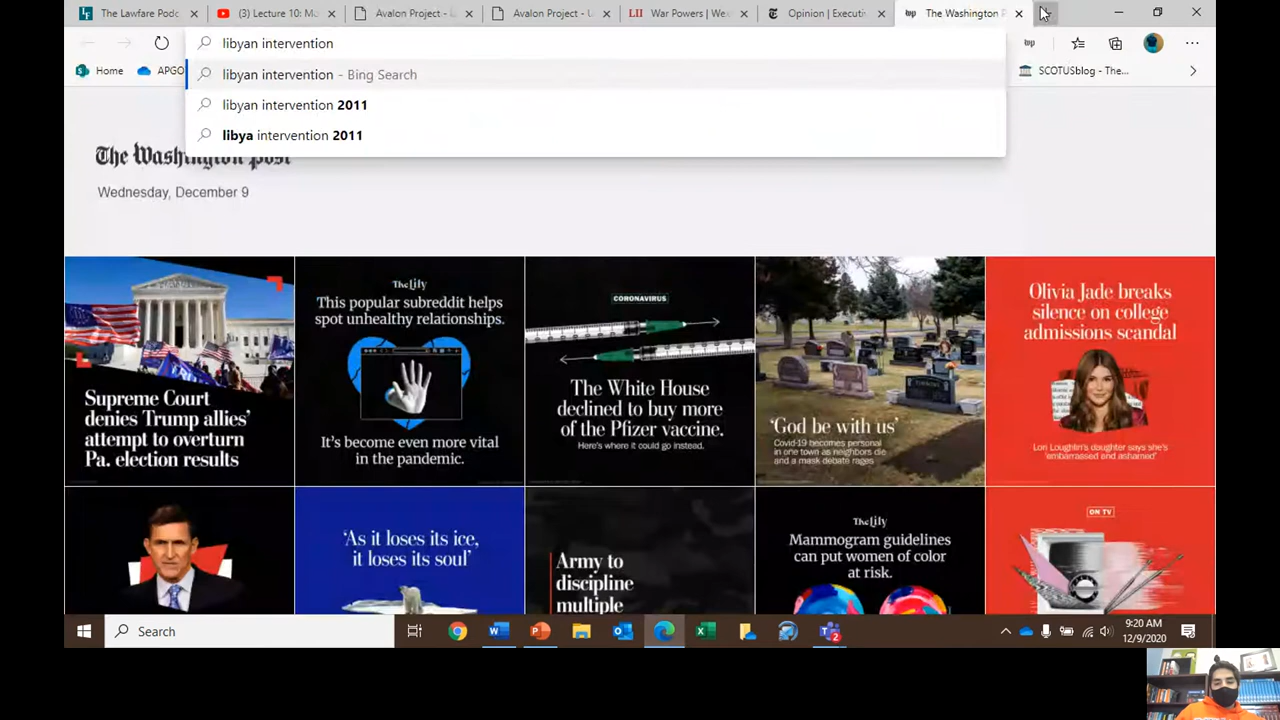 The Lawfare Podc
(3) Lecture 10: Mo
Avalon Project - L
Avalon Project - L
LII
War Powers | We
Opinion | Executi
wp
The Washington P
libyan intervention
wp
libyan intervention - Bing Search
libyan intervention 2011
libya intervention 2011
Home
APGO
SCOTUSblog - The...
The Washington Post
Wednesday, December 9
Supreme Court
denies Trump allies'
attempt to overturn
Pa. election results
The Lily
This popular subreddit helps
spot unhealthy relationships.
It's become even more vital
in the pandemic.
CORONAVIRUS
The White House
declined to buy more
of the Pfizer vaccine.
Here's where it could go instead.
'God be with us'
Covid-19 becomes personal
in one town as neighbors die
and a mask debate rages
Olivia Jade breaks
silence on college
admissions scandal
Lori Loughlin's daughter says she's
'embarrassed and ashamed'
'As it loses its ice,
it loses its soul'
Army to
discipline
multiple
The Lily
Mammogram guidelines
can put women of color
at risk.
ON TV
Search
9:20 AM
12/9/2020